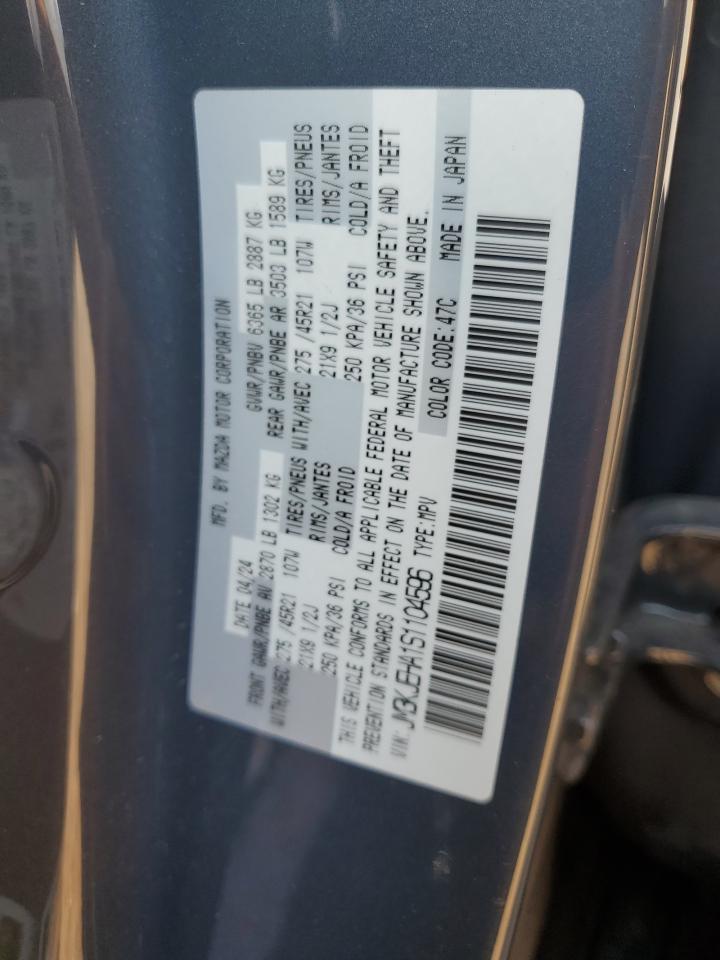 MFD. BY MAZDA MOTOR CORPORATION
DATE 04/24 GVWR/PNBV 6365 LB 2887 KG
FRONT GAWR/PNBE AV 2870 LB 1302 KG REAR GAWR/PNBE AR 3503 LB 1589 KG
WITH/AVEC 275 /45R21 107W TIRES/PNEUS WITH/AVEC 275 /45R21 107W TIRES/PNEUS
21X9 1/2J RIMS/JANTES 21X9 1/2J RIMS/JANTES
250 KPA/36 PSI COLD/A FROID 250 KPA/36 PSI COLD/A FROID
THIS VEHICLE CONFORMS TO ALL APPLICABLE FEDERAL MOTOR VEHICLE SAFETY AND THEFT
PREVENTION STANDARDS IN EFFECT ON THE DATE OF MANUFACTURE SHOWN ABOVE.
VIN: JM3KJEHA1S1104596 TYPE:MPV COLOR CODE:47C MADE IN JAPAN